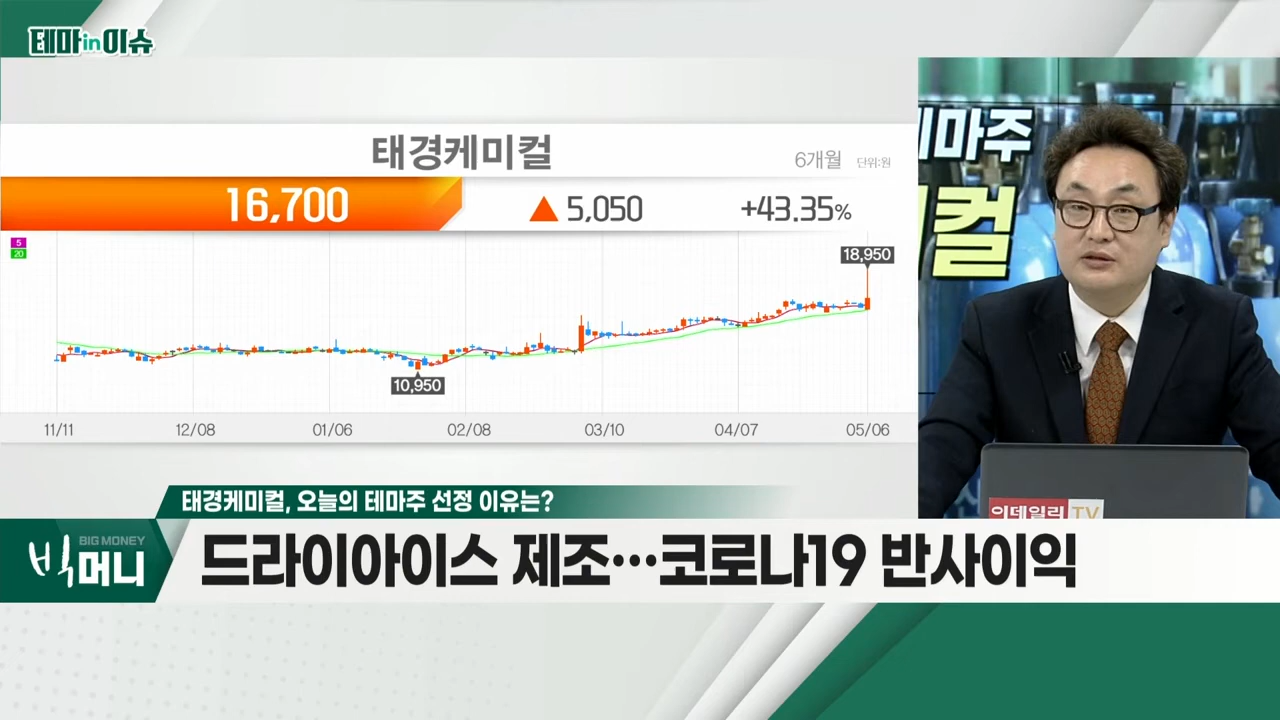 테마in이슈
태경케미컬
6개월 단위:원
16,700 ▲ 5,050 +43.35%
5
20
18,950
10,950
11/11 12/08 01/06 02/08 03/10 04/07 05/06
테마주
컬
이데일리TV
태경케미컬, 오늘의 테마주 선정 이유는?
BIG MONEY
빅머니
드라이아이스 제조…코로나19 반사이익